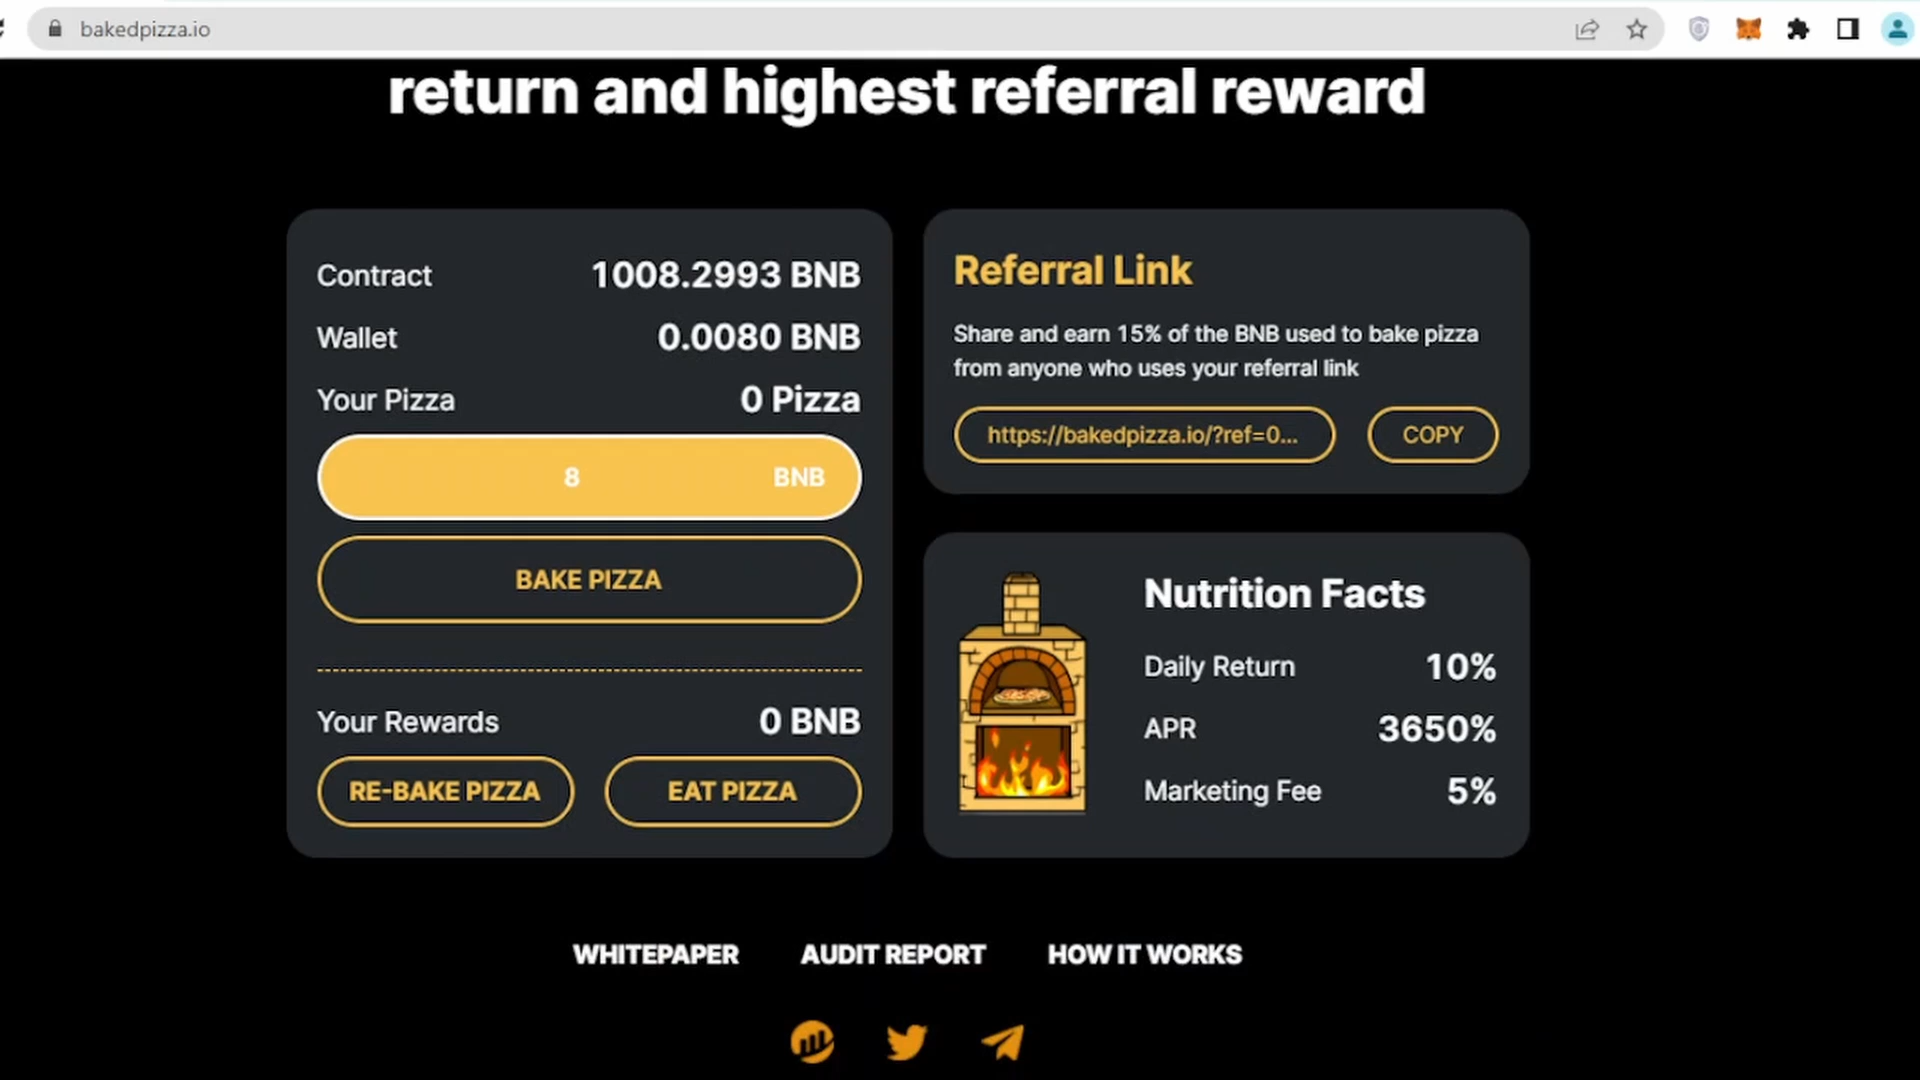 bakedpizza.io
return and highest referral reward
Contract 1008.2993 BNB
Wallet 0.0080 BNB
Your Pizza 0 Pizza
8 BNB
BAKE PIZZA
Your Rewards 0 BNB
RE-BAKE PIZZA EAT PIZZA
Referral Link
Share and earn 15% of the BNB used to bake pizza
from anyone who uses your referral link
https://bakedpizza.io/?ref=0... COPY
Nutrition Facts
Daily Return 10%
APR 3650%
Marketing Fee 5%
WHITEPAPER AUDIT REPORT HOW IT WORKS